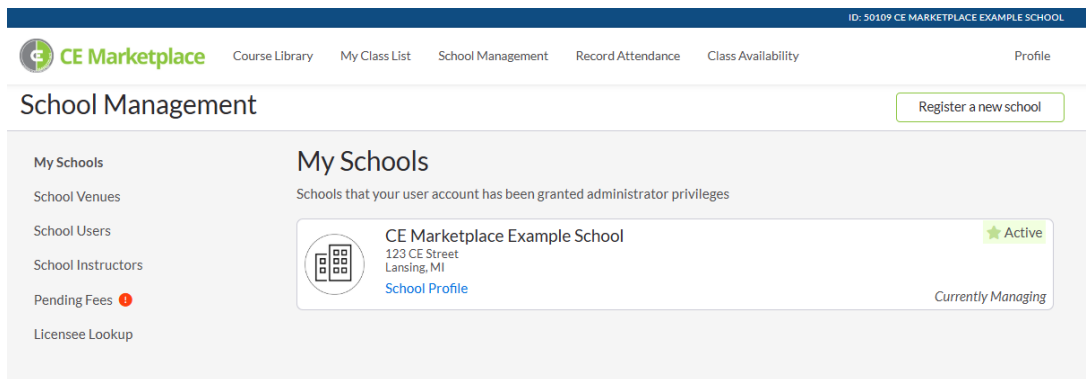 ID: 50109 CE MARKETPLACE EXAMPLE SCHOOL
CE Marketplace
Course Library
My Class List
School Management
Record Attendance
Class Availability
Profile
School Management
Register a new school
My Schools
School Venues
School Users
School Instructors
Pending Fees !
Licensee Lookup
My Schools
Schools that your user account has been granted administrator privileges
CE Marketplace Example School
Active
123 CE Street
Lansing, MI
School Profile
Currently Managing